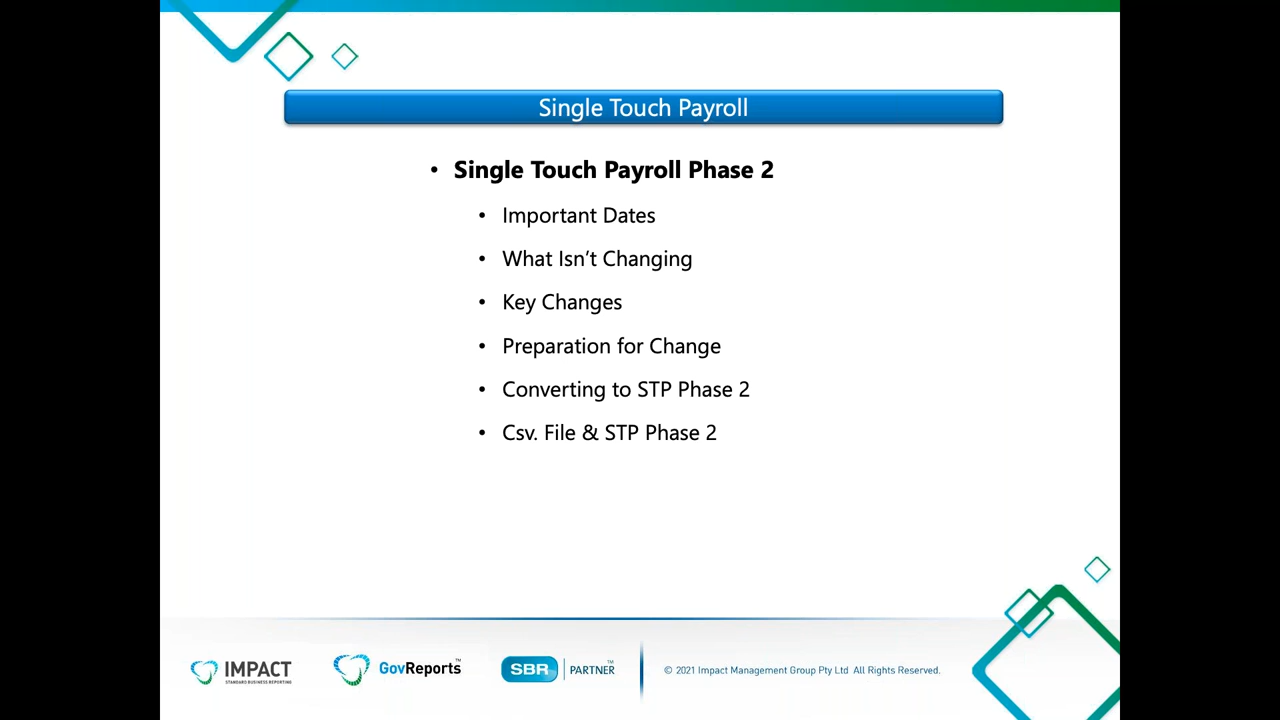 Single Touch Payroll
• Single Touch Payroll Phase 2
• Important Dates
• What Isn't Changing
• Key Changes
• Preparation for Change
• Converting to STP Phase 2
• Csv. File & STP Phase 2
IMPACT
STANDARD BUSINESS REPORTING
GovReports™
SBR PARTNER™
© 2021 Impact Management Group Pty Ltd All Rights Reserved.